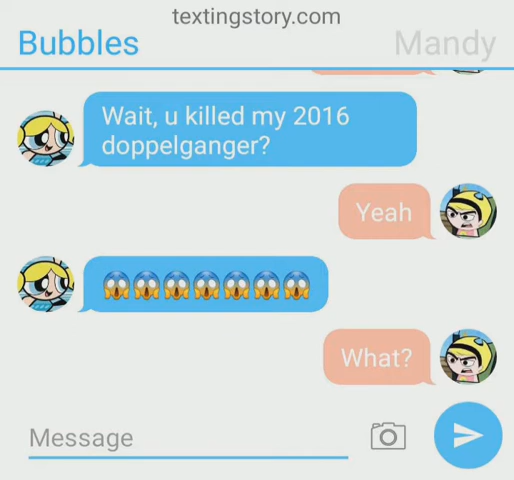 textingstory.com
Bubbles
Mandy
Wait, u killed my 2016
doppelganger?
Yeah
😱😱😱😱😱😱😱
What?
Message